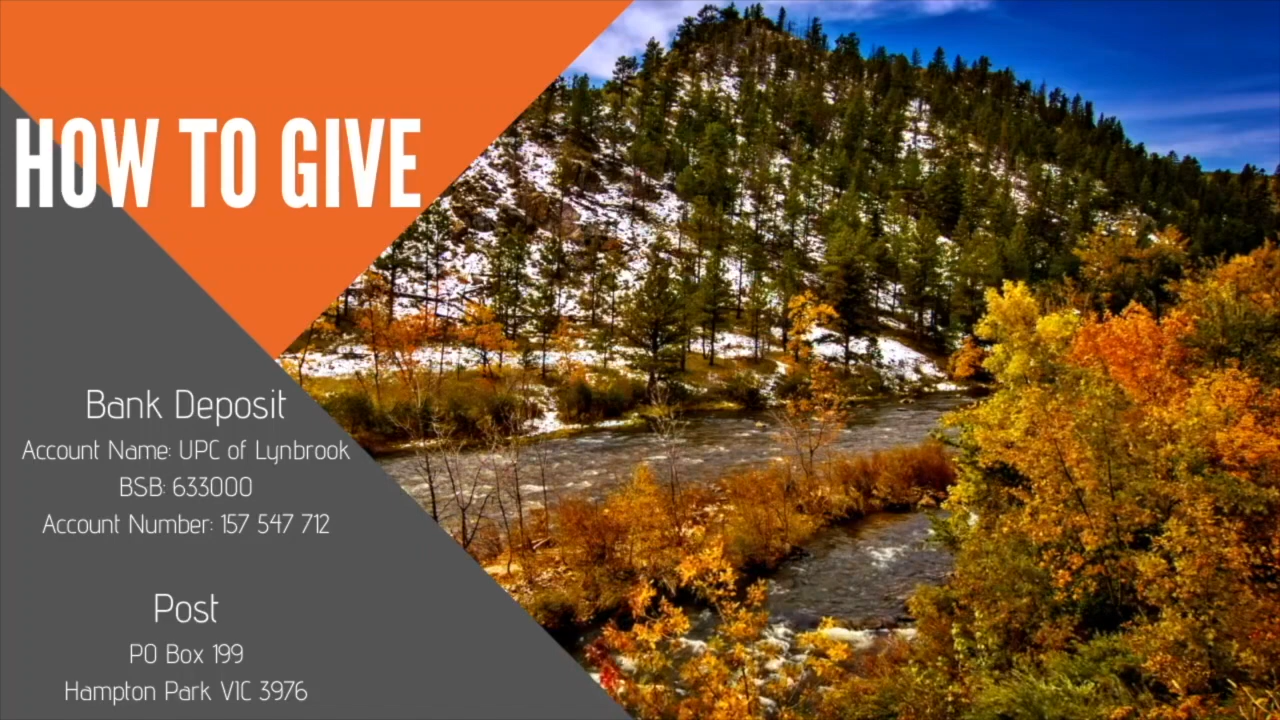 HOW TO GIVE
Bank Deposit
Account Name: UPC of Lynbrook
BSB: 633000
Account Number: 157 547 712
Post
PO Box 199
Hampton Park VIC 3976